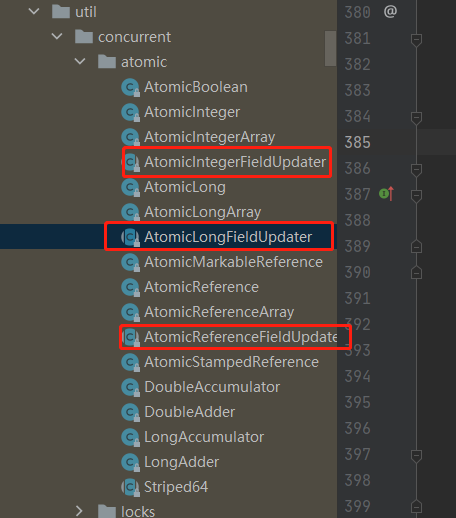 util
concurrent
atomic
AtomicBoolean
AtomicInteger
AtomicIntegerArray
AtomicIntegerFieldUpdater
AtomicLong
AtomicLongArray
AtomicLongFieldUpdater
AtomicMarkableReference
AtomicReference
AtomicReferenceArray
AtomicReferenceFieldUpdate
AtomicStampedReference
DoubleAccumulator
DoubleAdder
LongAccumulator
LongAdder
Striped64
locks
380 @
381
382
383
384
385
386
387
388
389
390
391
392
393
394
395
396
397
398
399